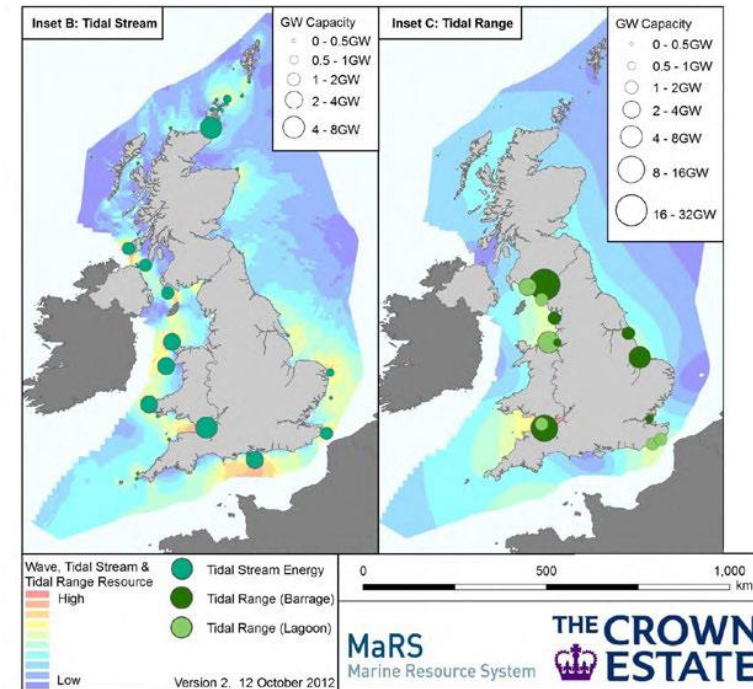 Inset B: Tidal Stream
GW Capacity
0 - 0.5GW
0.5 - 1GW
1 - 2GW
2 - 4GW
4 - 8GW
Inset C: Tidal Range
GW Capacity
0 - 0.5GW
0.5 - 1GW
1 - 2GW
2 - 4GW
4 - 8GW
8 - 16GW
16 - 32GW
Wave, Tidal Stream &
Tidal Range Resource
High
Low
Tidal Stream Energy
Tidal Range (Barrage)
Tidal Range (Lagoon)
Version 2. 12 October 2012
0
500
1,000
km
MaRS
Marine Resource System
THE CROWN
ESTATE